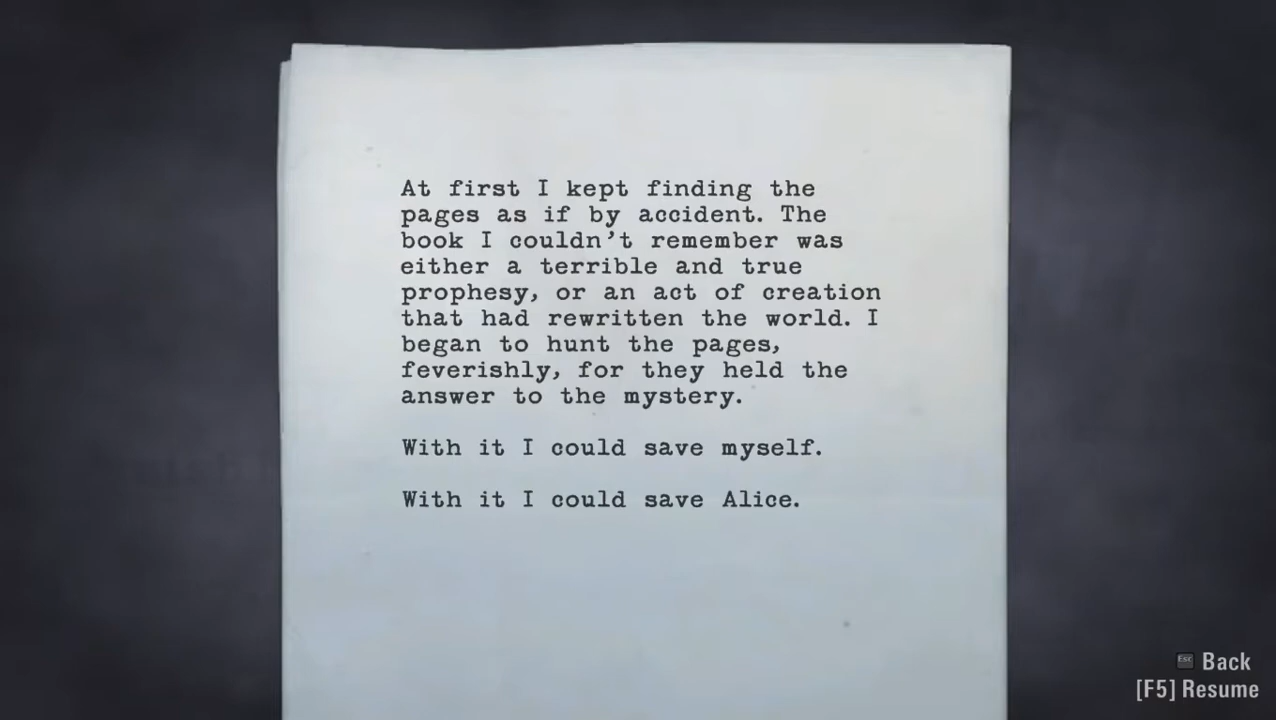 At first I kept finding the
pages as if by accident. The
book I couldn't remember was
either a terrible and true
prophesy, or an act of creation
that had rewritten the world. I
began to hunt the pages,
feverishly, for they held the
answer to the mystery.
With it I could save myself.
With it I could save Alice.
Esc Back
[F5] Resume